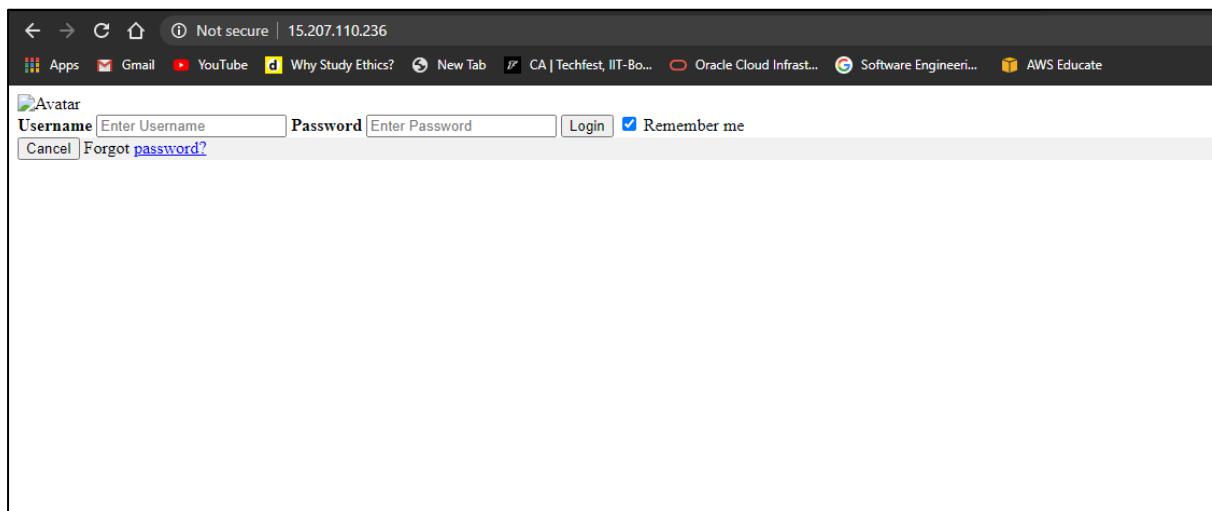 Not secure | 15.207.110.236
Apps Gmail YouTube d Why Study Ethics? New Tab CA | Techfest, IIT-Bo... Oracle Cloud Infrast... Software Engineeri... AWS Educate
Avatar
Username Enter Username Password Enter Password Login Remember me
Cancel Forgot password?